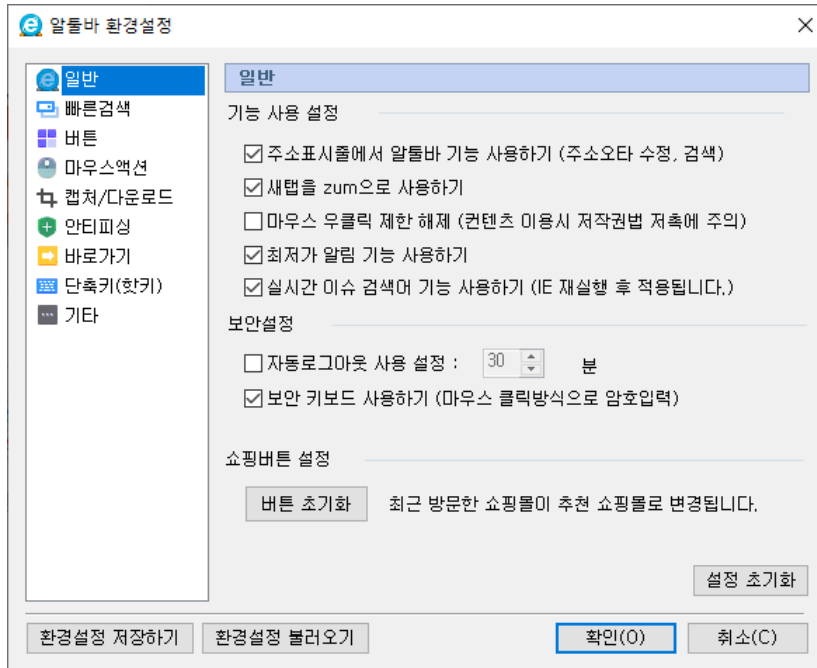 알툴바 환경설정
일반
빠른검색
버튼
마우스액션
캡처/다운로드
안티피싱
바로가기
단축키(핫키)
기타
일반
기능 사용 설정
주소표시줄에서 알툴바 기능 사용하기 (주소오타 수정, 검색)
새탭을 zum으로 사용하기
마우스 우클릭 제한 해제 (컨텐츠 이용시 저작권법 저촉에 주의)
최저가 알림 기능 사용하기
실시간 이슈 검색어 기능 사용하기 (IE 재실행 후 적용됩니다.)
보안설정
자동로그아웃 사용 설정 : 30 분
보안 키보드 사용하기 (마우스 클릭방식으로 암호입력)
쇼핑버튼 설정
버튼 초기화 최근 방문한 쇼핑몰이 추천 쇼핑몰로 변경됩니다.
설정 초기화
환경설정 저장하기 환경설정 불러오기 확인(O) 취소(C)